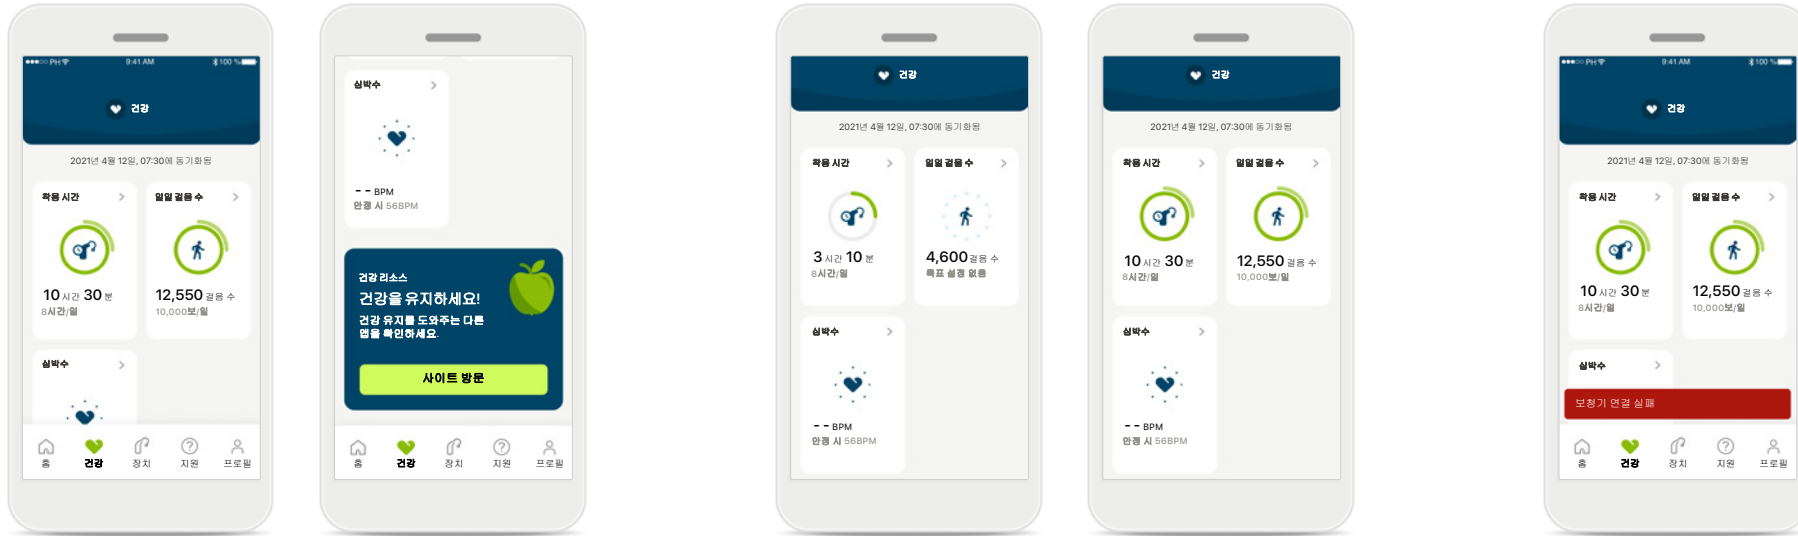 PH
9:41 AM
100 %
건강
2021년 4월 12일, 07:30에 동기화됨
착용 시간
일일 걸음 수
10 시간 30 분
8시간/일
12,550 걸음 수
10,000보/일
심박수
홈
건강
장치
지원
프로필
심박수
-- BPM
안정 시 56BPM
건강 리소스
건강을 유지하세요!
건강 유지를 도와주는 다른
앱을 확인하세요.
사이트 방문
홈
건강
장치
지원
프로필
건강
2021년 4월 12일, 07:30에 동기화됨
착용 시간
일일 걸음 수
3 시간 10 분
8시간/일
4,600 걸음 수
목표 설정 없음
심박수
-- BPM
안정 시 56BPM
건강
2021년 4월 12일, 07:30에 동기화됨
착용 시간
일일 걸음 수
10 시간 30 분
8시간/일
12,550 걸음 수
10,000보/일
심박수
-- BPM
안정 시 56BPM
PH
9:41 AM
100 %
건강
2021년 4월 12일, 07:30에 동기화됨
착용 시간
일일 걸음 수
10 시간 30 분
8시간/일
12,550 걸음 수
10,000보/일
심박수
보청기 연결 실패
홈
건강
장치
지원
프로필